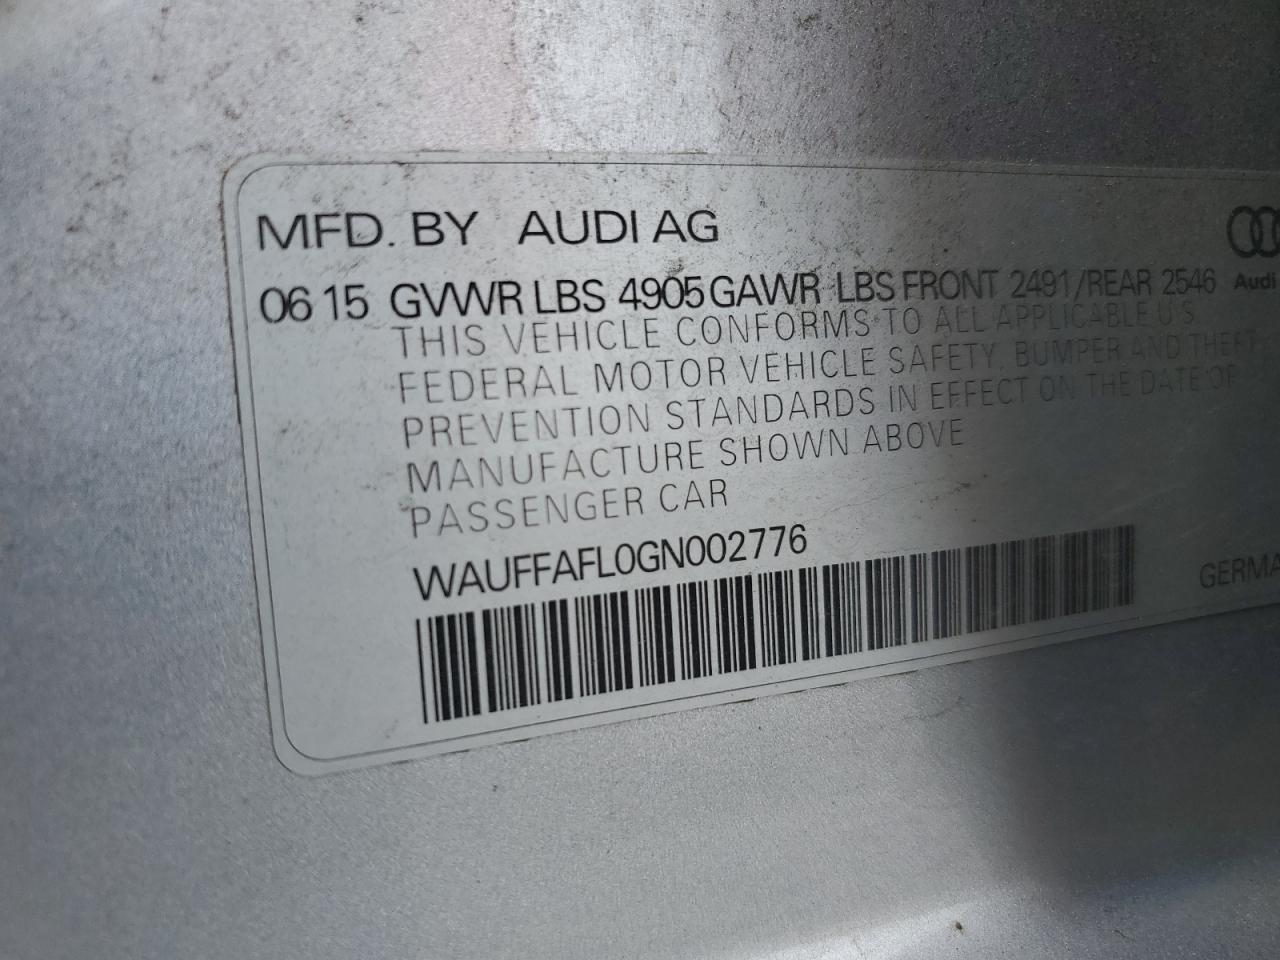 MFD. BY AUDI AG
06 15 GVWR LBS 4905 GAWR LBS FRONT 2491/REAR 2546
Audi
THIS VEHICLE CONFORMS TO ALL APPLICABLE U S
FEDERAL MOTOR VEHICLE SAFETY, BUMPER AND THEFT
PREVENTION STANDARDS IN EFFECT ON THE DATE OF
MANUFACTURE SHOWN ABOVE
PASSENGER CAR
WAUFFAFL0GN002776
GERMA